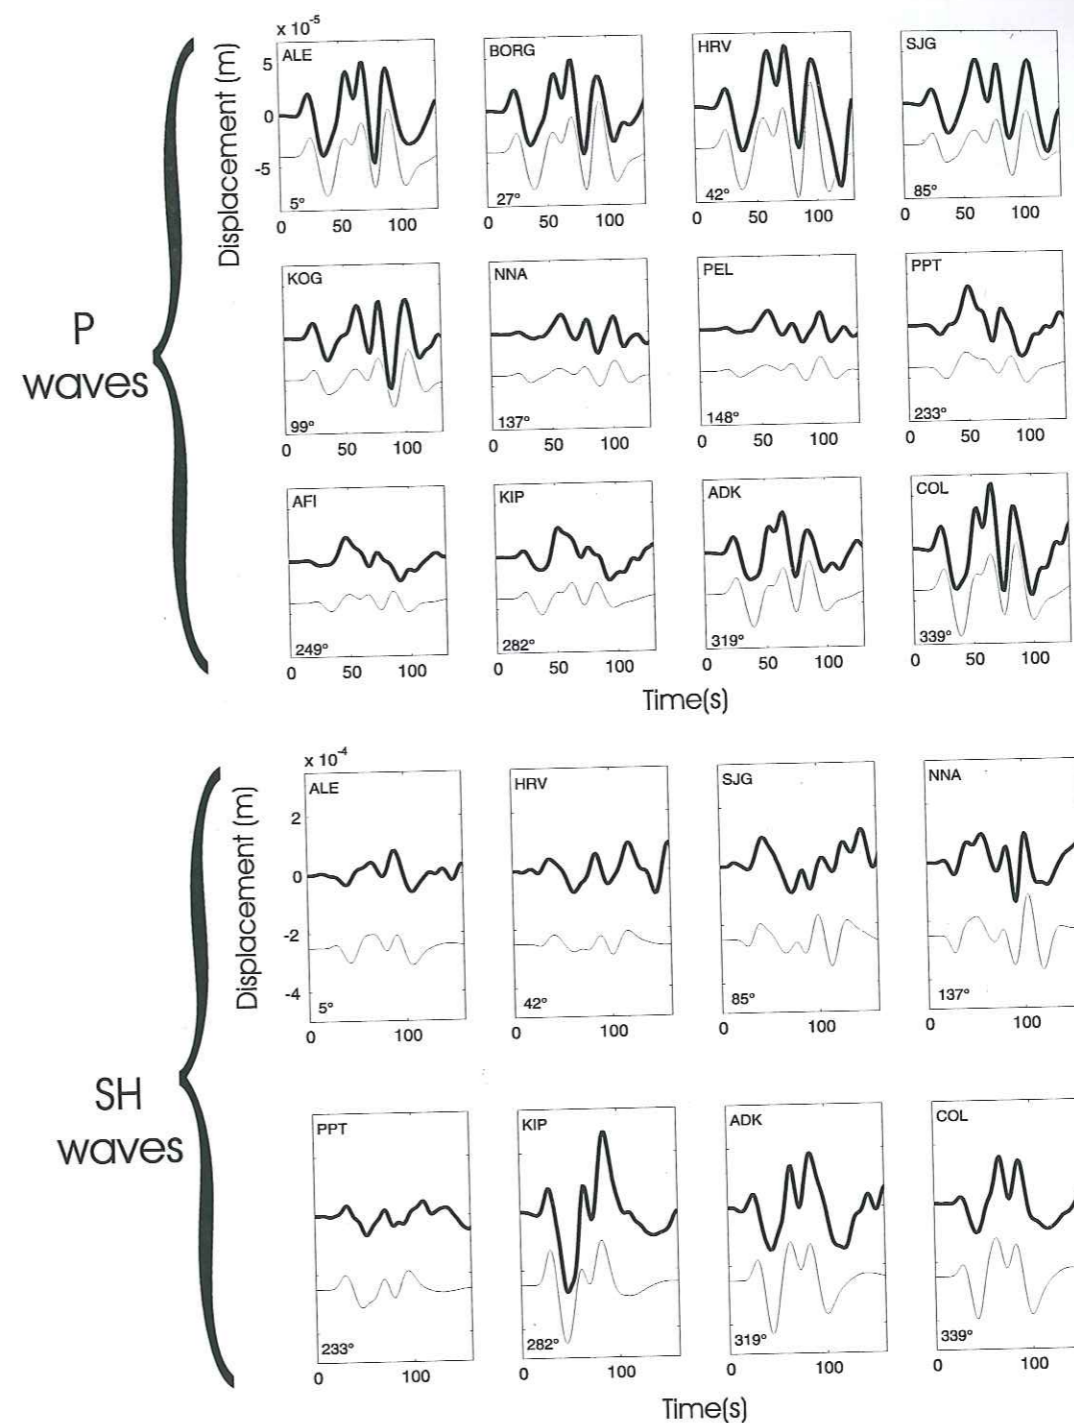 x 10-5
ALE
BORG
HRV
SJG
Displacement (m)
5
0
-5
5°
27°
42°
85°
0 50 100
0 50 100
0 50 100
0 50 100
P
waves
KOG
NNA
PEL
PPT
99°
137°
148°
233°
0 50 100
0 50 100
0 50 100
0 50 100
AFI
KIP
ADK
COL
249°
282°
319°
339°
0 50 100
0 50 100
0 50 100
0 50 100
Time(s)
x 10-4
ALE
HRV
SJG
NNA
Displacement (m)
2
0
-2
-4
5°
42°
85°
137°
0 100
0 100
0 100
0 100
SH
waves
PPT
KIP
ADK
COL
233°
282°
319°
339°
0 100
0 100
0 100
0 100
Time(s)